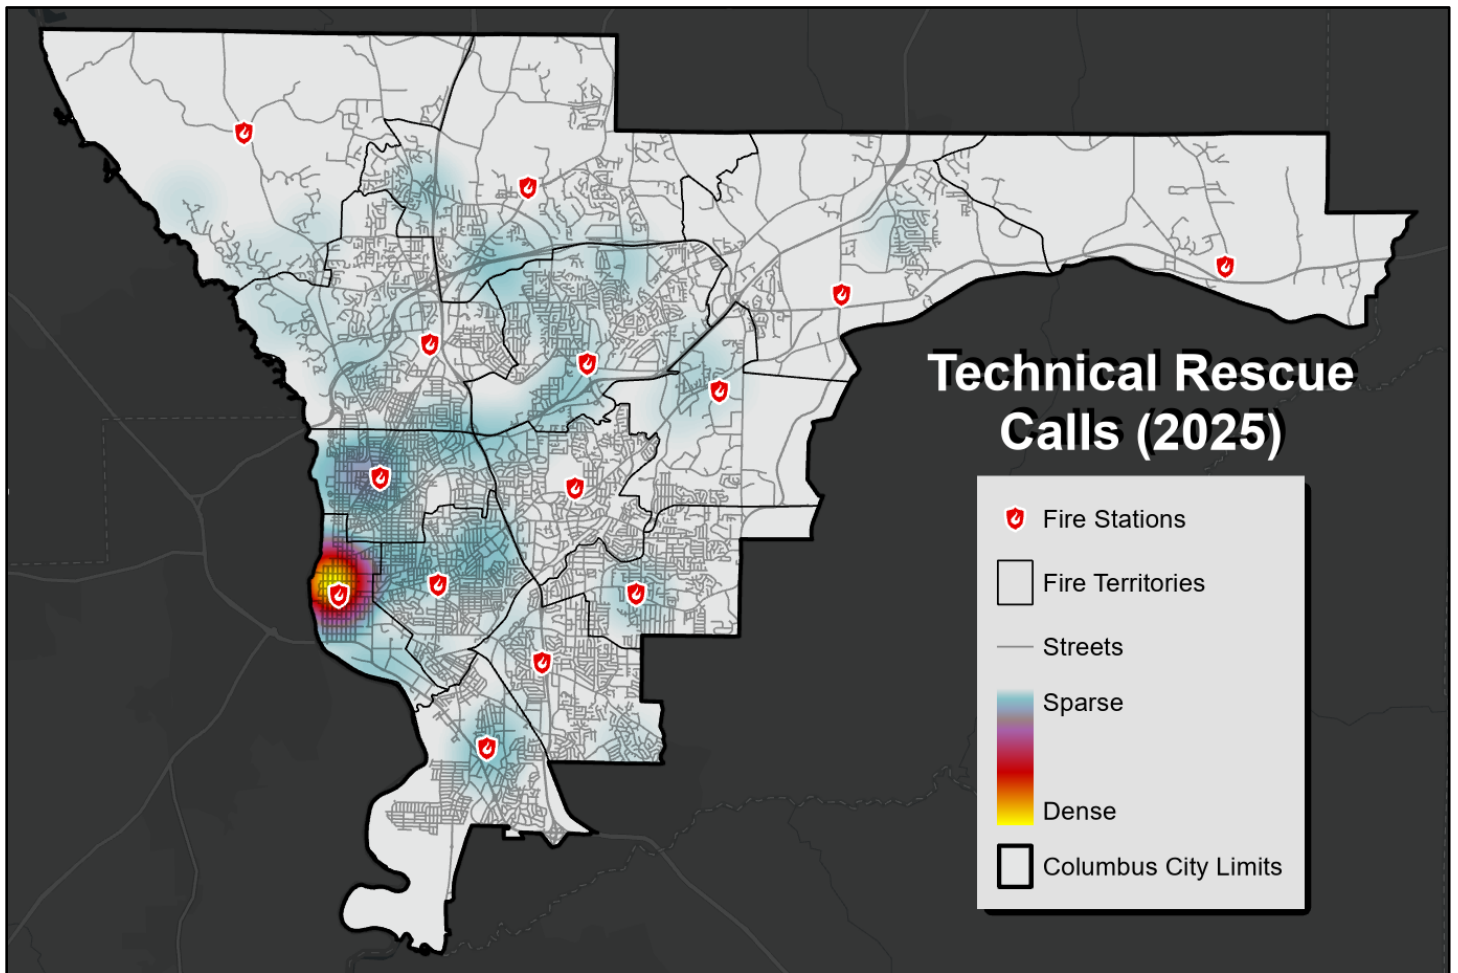 Technical Rescue
Calls (2025)
Fire Stations
Fire Territories
Streets
Sparse
Dense
Columbus City Limits